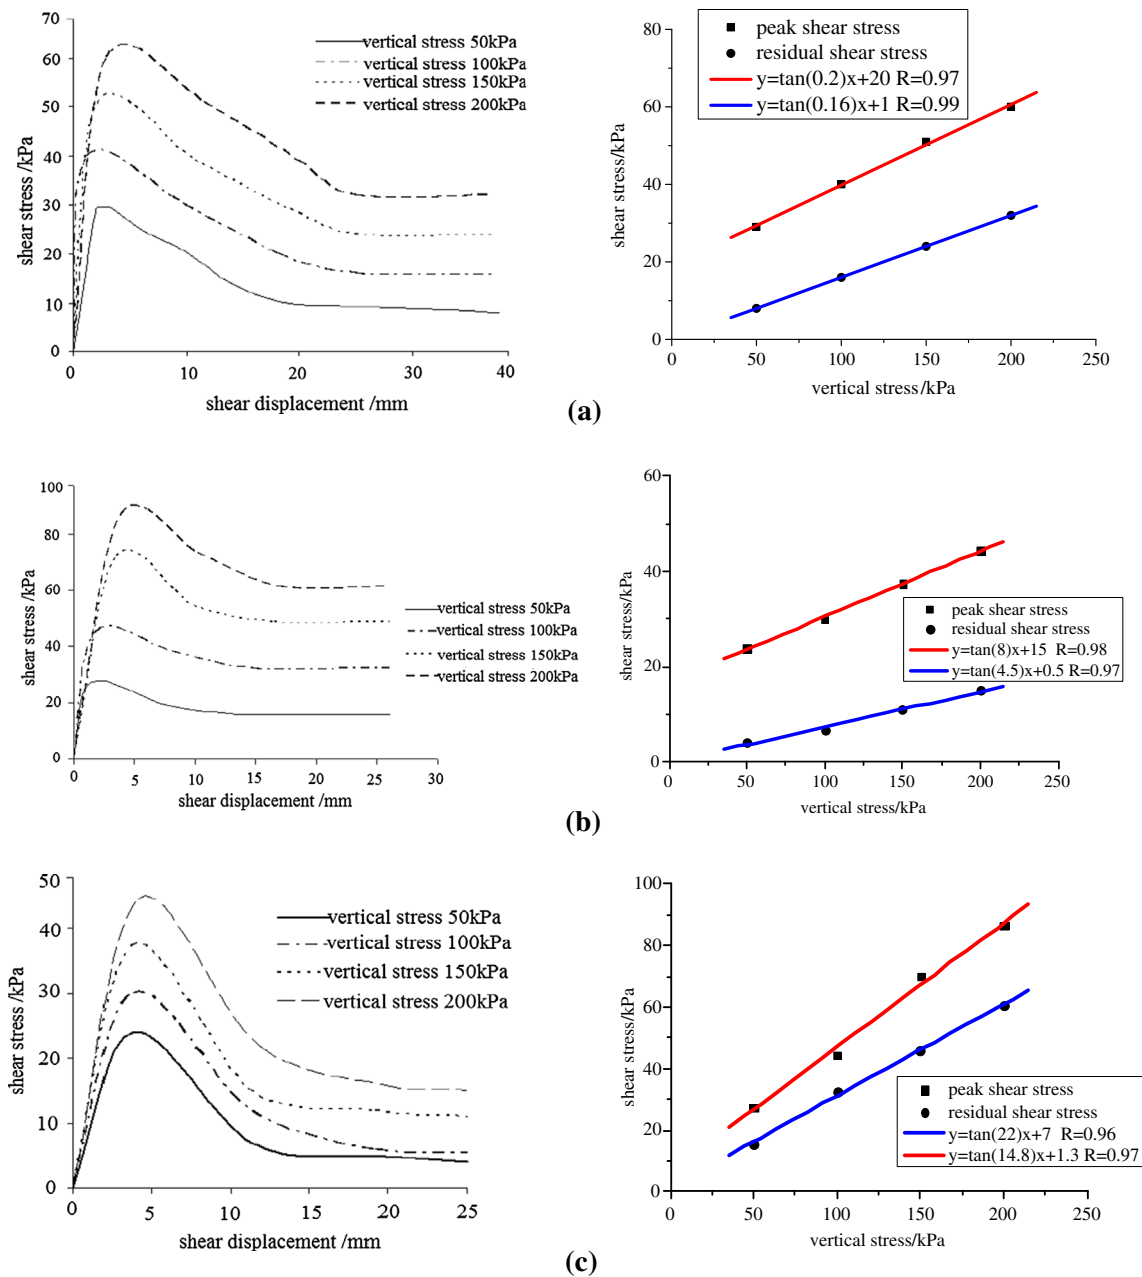 70
60
50
40
30
20
10
0
shear stress /kPa
vertical stress 50kPa
vertical stress 100kPa
vertical stress 150kPa
vertical stress 200kPa
0 10 20 30 40
shear displacement /mm
80
60
40
20
0
shear stress/kPa
peak shear stress
residual shear stress
y=tan(0.2)x+20 R=0.97
y=tan(0.16)x+1 R=0.99
0 50 100 150 200 250
vertical stress/kPa
(a)
100
80
60
40
20
0
shear stress /kPa
vertical stress 50kPa
vertical stress 100kPa
vertical stress 150kPa
vertical stress 200kPa
0 5 10 15 20 25 30
shear displacement /mm
60
40
20
0
shear stress/kPa
peak shear stress
residual shear stress
y=tan(8)x+15 R=0.98
y=tan(4.5)x+0.5 R=0.97
0 50 100 150 200 250
vertical stress/kPa
(b)
50
40
30
20
10
0
shear stress /kPa
vertical stress 50kPa
vertical stress 100kPa
vertical stress 150kPa
vertical stress 200kPa
0 5 10 15 20 25
shear displacement /mm
100
80
60
40
20
0
shear stress/kPa
peak shear stress
residual shear stress
y=tan(22)x+7 R=0.96
y=tan(14.8)x+1.3 R=0.97
0 50 100 150 200 250
vertical stress/kPa
(c)